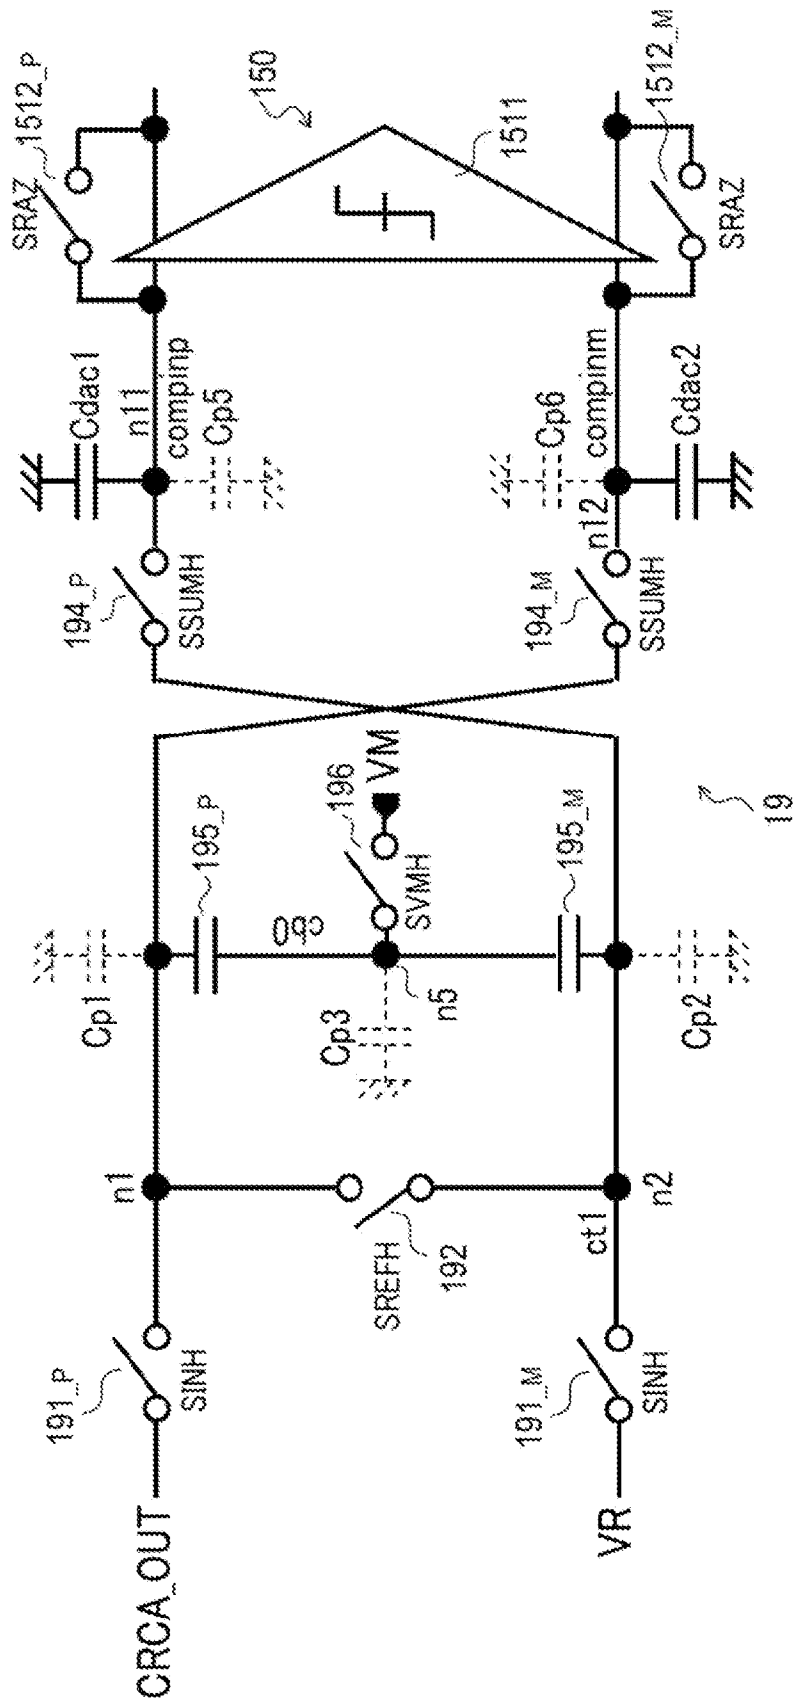 CRCA_OUT
191_P
SINH
n1
Cp1
195_P
194_P
SSUMH
Cdac1
n11
compinp
Cp5
SRAZ
1512_P
150
1511
SREFH
192
Cp3
n5
SVMH
196
VM
VR
191_M
SINH
ct1
n2
Cp2
195_M
19
194_M
SSUMH
n12
Cp6
compinm
Cdac2
1512_M
SRAZ